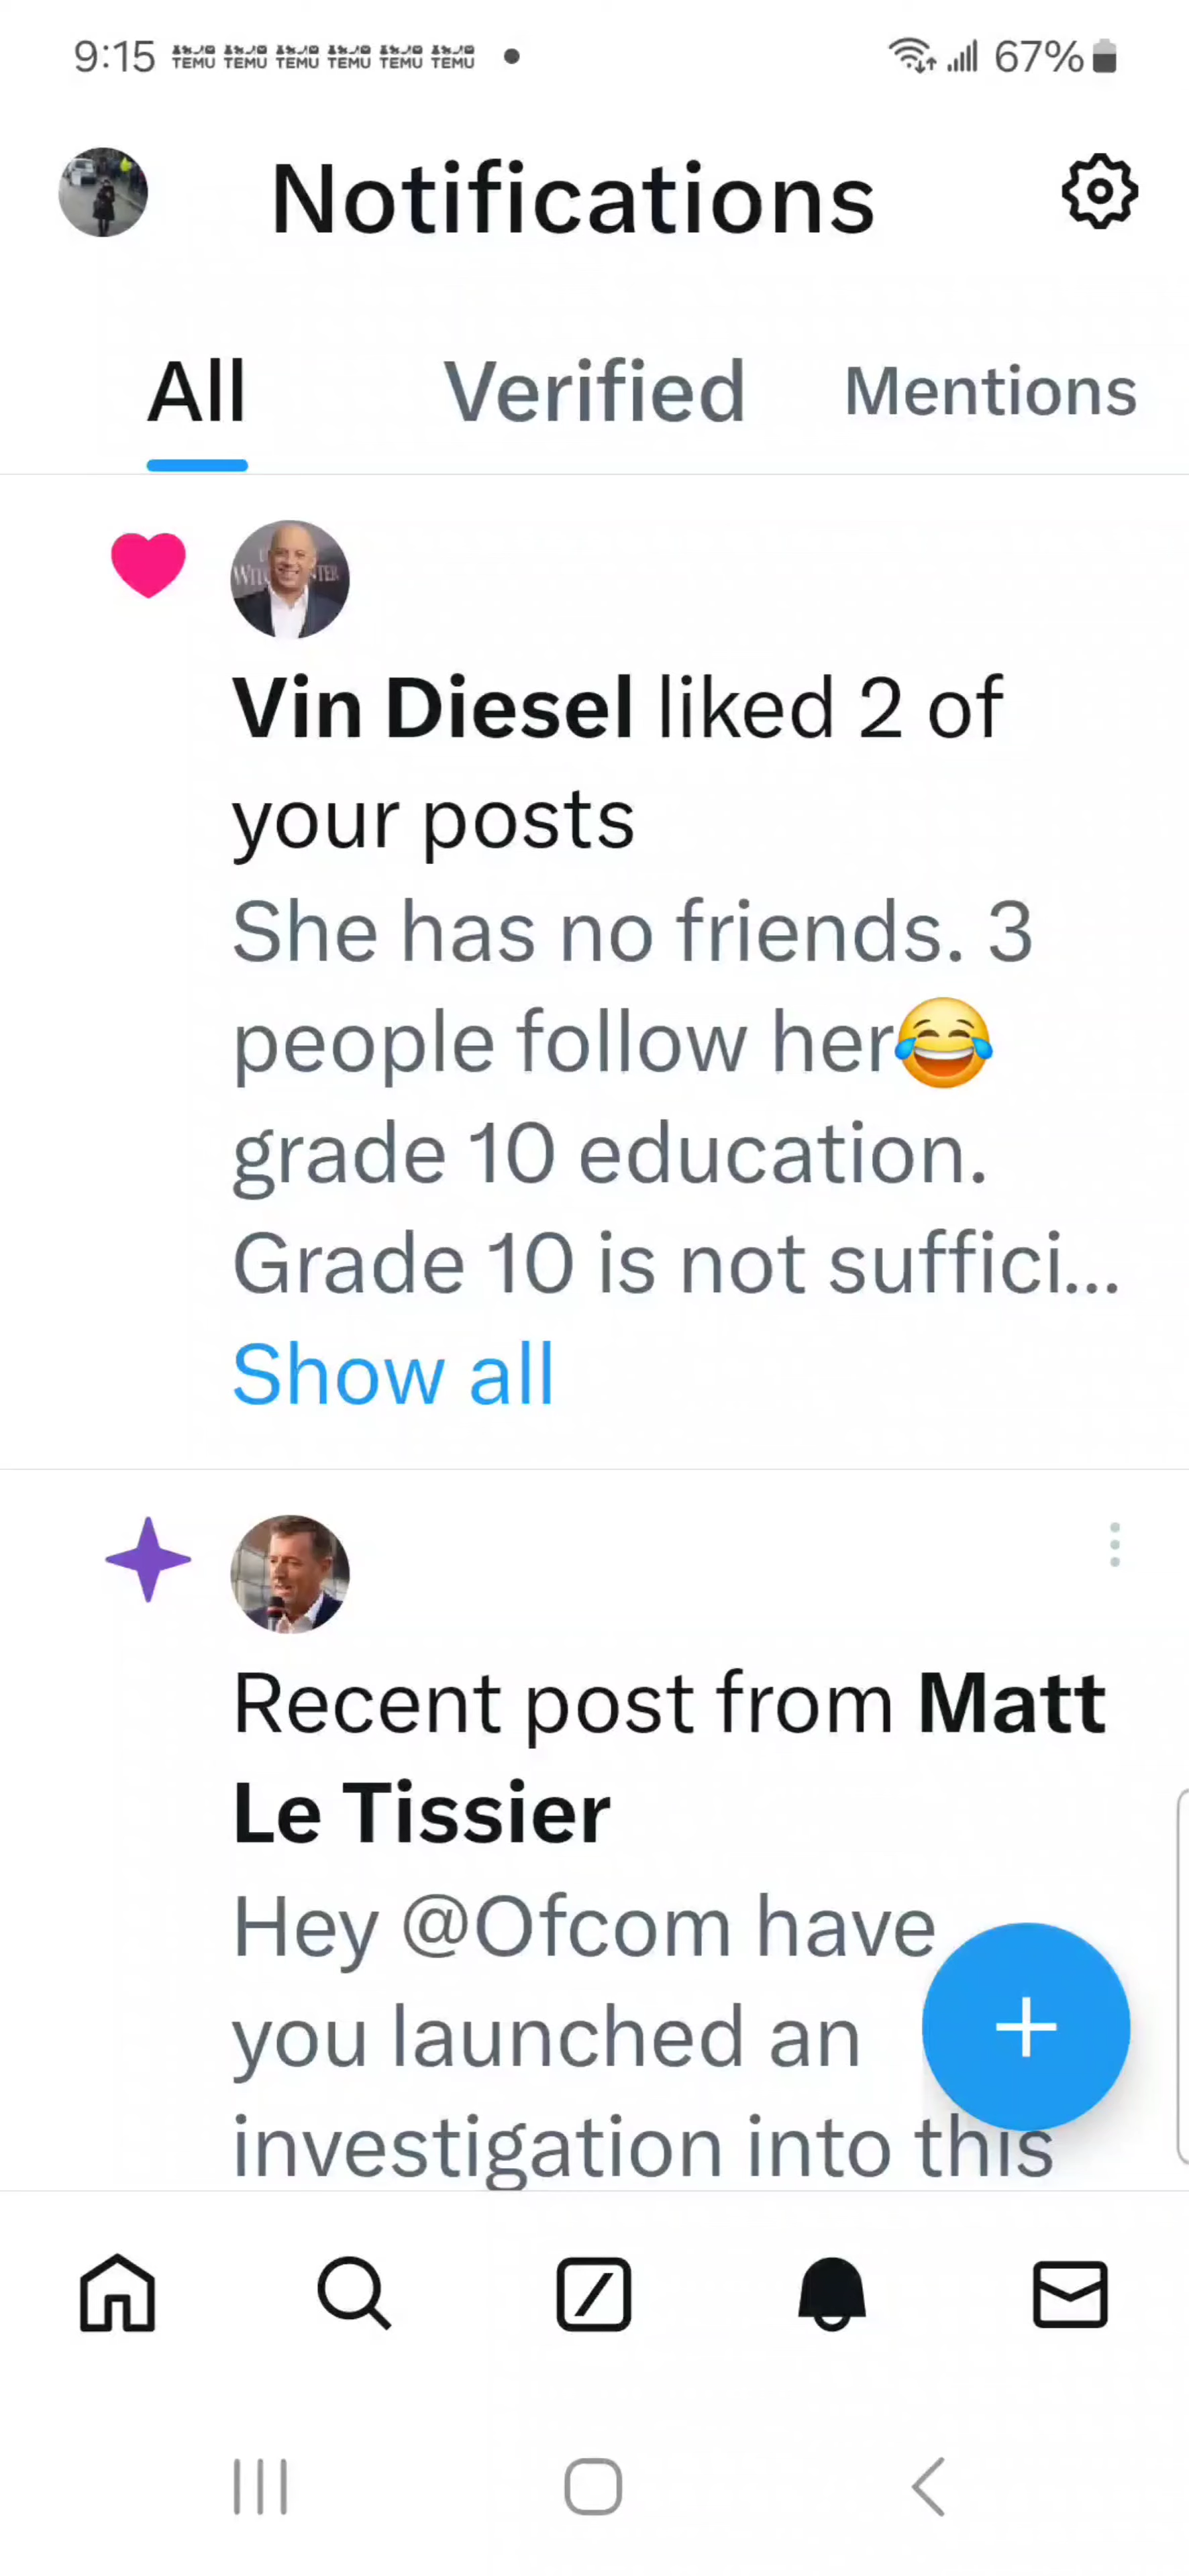 9:15 TEMU TEMU TEMU TEMU TEMU TEMU 67%
Notifications
All Verified Mentions
Vin Diesel liked 2 of
your posts
She has no friends. 3
people follow her😂
grade 10 education.
Grade 10 is not suffici...
Show all
Recent post from Matt
Le Tissier
Hey @Ofcom have
you launched an
investigation into this